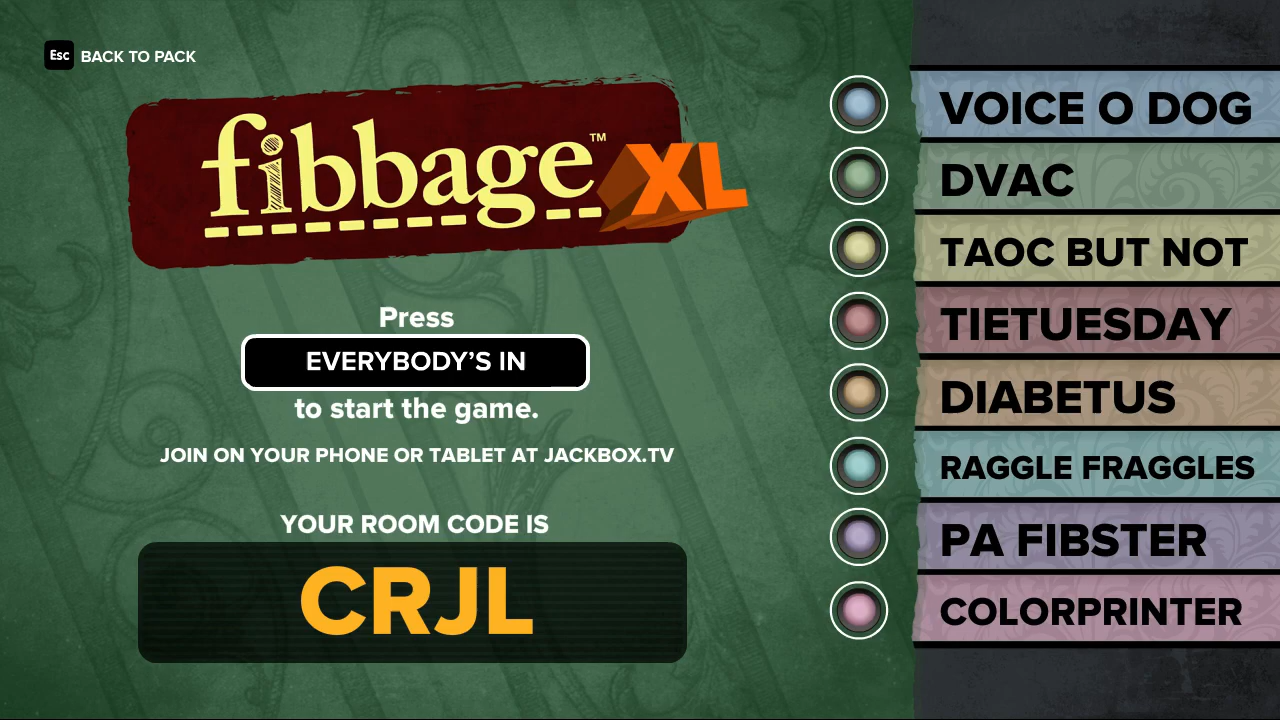 Esc BACK TO PACK
fibbage™ XL
Press
EVERYBODY'S IN
to start the game.
JOIN ON YOUR PHONE OR TABLET AT JACKBOX.TV
YOUR ROOM CODE IS
CRJL
VOICE O DOG
DVAC
TAOC BUT NOT
TIETUESDAY
DIABETUS
RAGGLE FRAGGLES
PA FIBSTER
COLORPRINTER